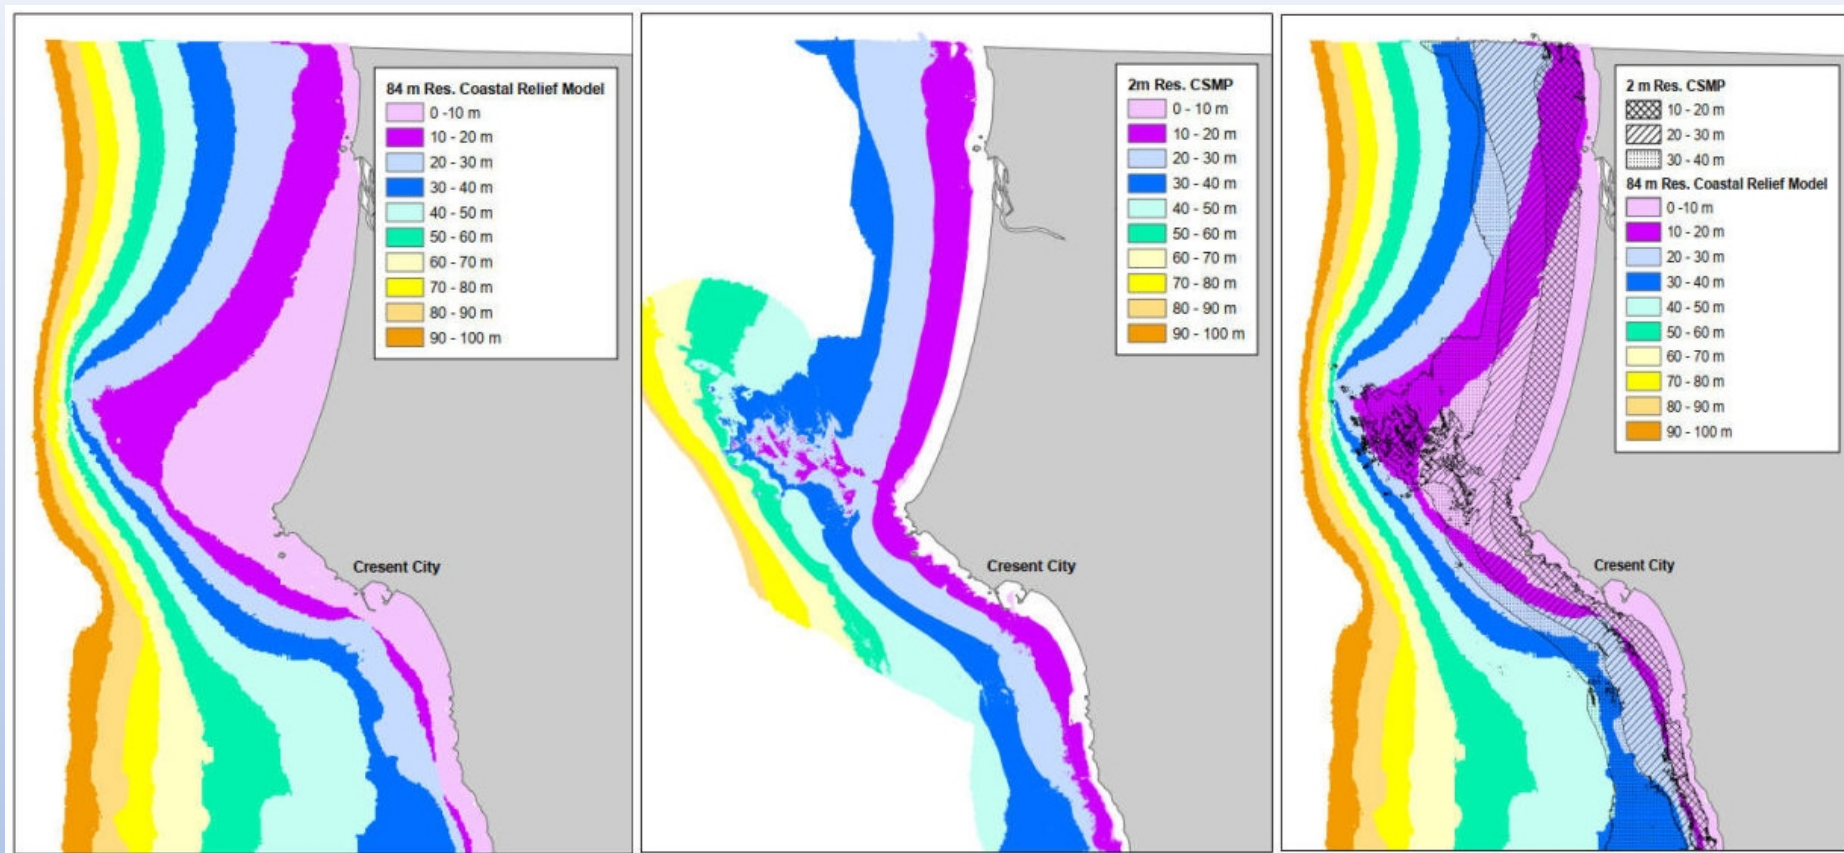 84 m Res. Coastal Relief Model
0 -10 m
10 - 20 m
20 - 30 m
30 - 40 m
40 - 50 m
50 - 60 m
60 - 70 m
70 - 80 m
80 - 90 m
90 - 100 m
Cresent City
2m Res. CSMP
0 - 10 m
10 - 20 m
20 - 30 m
30 - 40 m
40 - 50 m
50 - 60 m
60 - 70 m
70 - 80 m
80 - 90 m
90 - 100 m
Cresent City
2 m Res. CSMP
10 - 20 m
20 - 30 m
30 - 40 m
84 m Res. Coastal Relief Model
0 -10 m
10 - 20 m
20 - 30 m
30 - 40 m
40 - 50 m
50 - 60 m
60 - 70 m
70 - 80 m
80 - 90 m
90 - 100 m
Cresent City